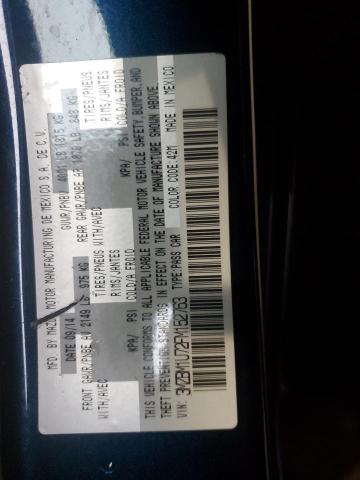 MFD. BY MAZDA MOTOR MANUFACTURING DE MEXICO S.A. DE C.V.
DATE 09/14 GVWR/PNBV LB 1815 KG
FRONT GAWR/PNBE AV 2149 LB 975 KG REAR GAWR/PNBE AR LB 848 KG
WITH/AVEC TIRES/PNEUS WITH/AVEC TIRES/PNEUS
RIMS/JANTES RIMS/JANTES
KPA/ PSI COLD/A FROID KPA/ PSI COLD/A FROID
THIS VEHICLE CONFORMS TO ALL APPLICABLE FEDERAL MOTOR VEHICLE SAFETY, BUMPER, AND
THEFT PREVENTION STANDARDS IN EFFECT ON THE DATE OF MANUFACTURE SHOWN ABOVE.
VIN: 3MZBM1U72FM152763 TYPE: PASS CAR COLOR CODE: 42M MADE IN MEXICO